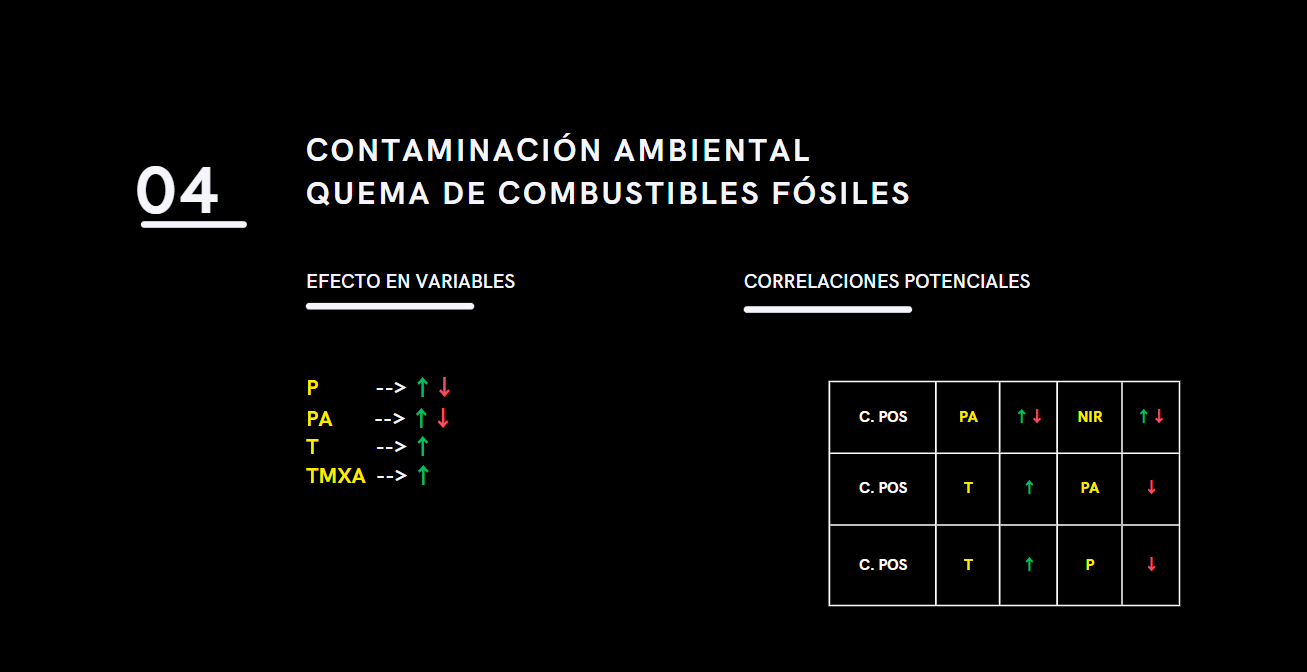 04
CONTAMINACIÓN AMBIENTAL
QUEMA DE COMBUSTIBLES FÓSILES
EFECTO EN VARIABLES
P --> ↑ ↓
PA --> ↑ ↓
T --> ↑
TMXA --> ↑
CORRELACIONES POTENCIALES
C. POS PA ↑ ↓ NIR ↑ ↓
C. POS T ↑ PA ↓
C. POS T ↑ P ↓